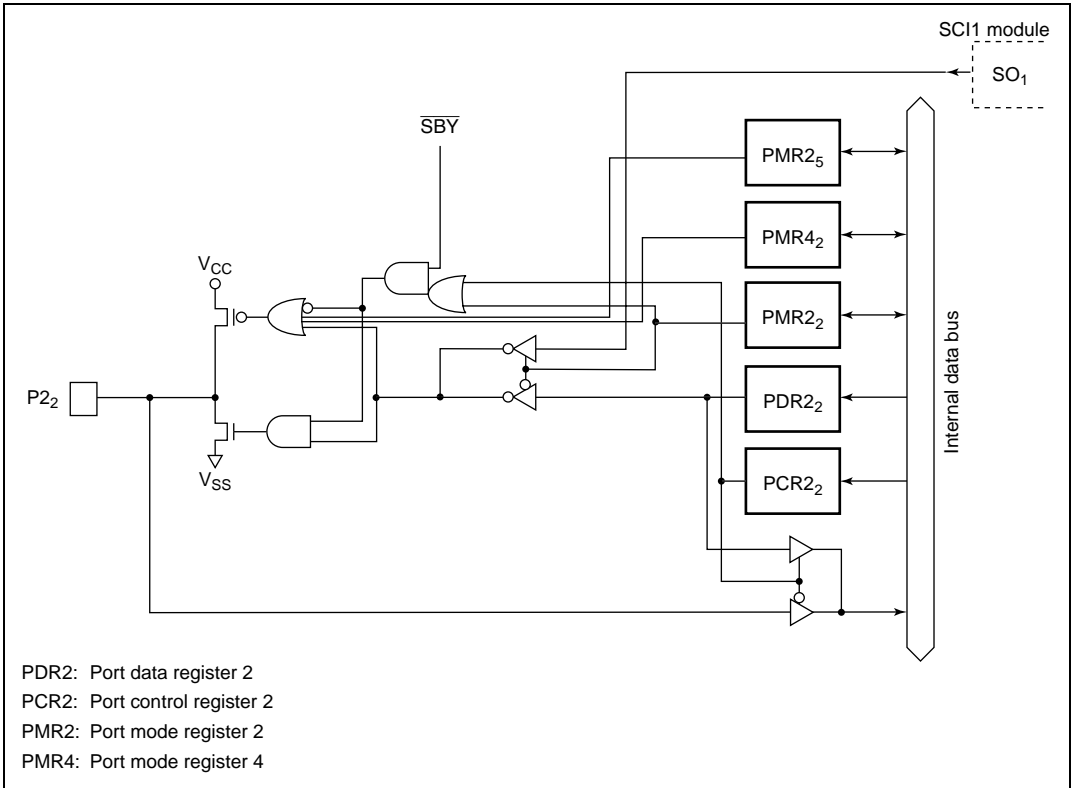 SCI1 module
SO1
SBY
PMR25
PMR42
VCC
PMR22
P22
PDR22
VSS
PCR22
Internal data bus
PDR2: Port data register 2
PCR2: Port control register 2
PMR2: Port mode register 2
PMR4: Port mode register 4